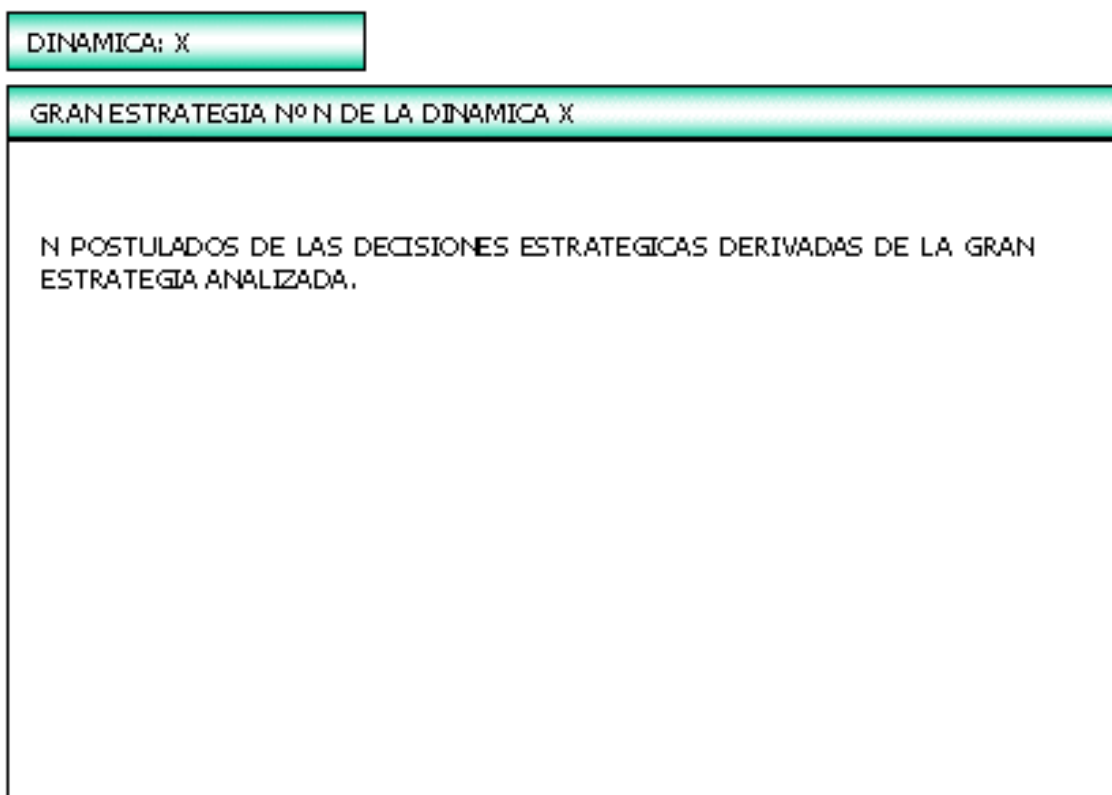 DINAMICA: X
GRAN ESTRATEGIA Nº N DE LA DINAMICA X
N POSTULADOS DE LAS DECISIONES ESTRATEGICAS DERIVADAS DE LA GRAN
ESTRATEGIA ANALIZADA.